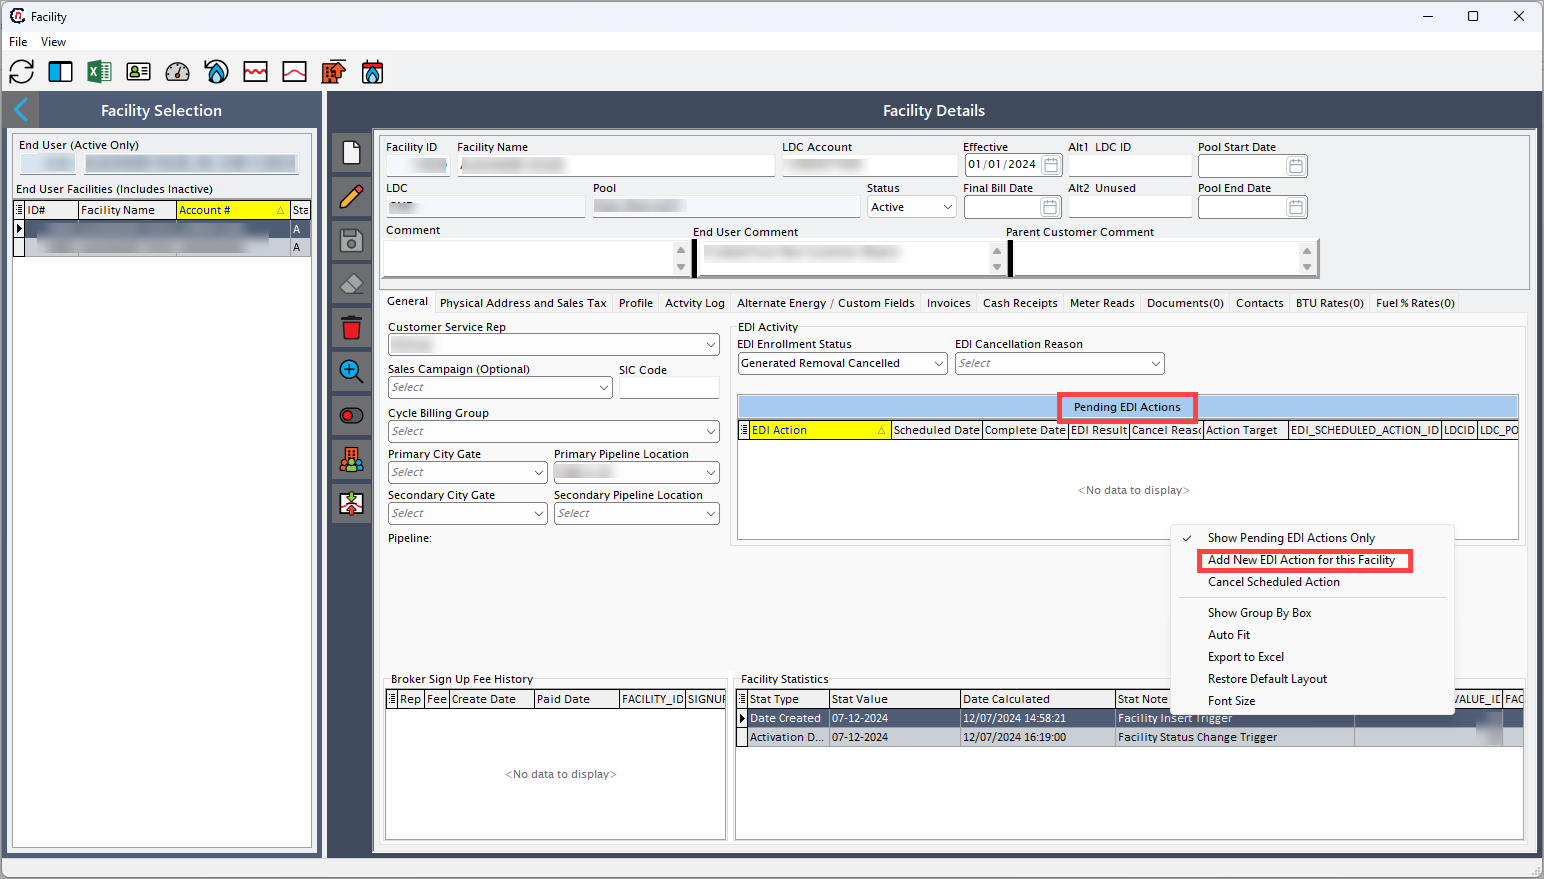 Facility
File View
Facility Selection
Facility Details
End User (Active Only)
End User Facilities (Includes Inactive)
ID# Facility Name Account # Sta
A
A
Facility ID Facility Name LDC Account Effective Alt1 LDC ID Pool Start Date
01/01/2024
LDC Pool Status Final Bill Date Alt2 Unused Pool End Date
Active
Comment End User Comment Parent Customer Comment
General Physical Address and Sales Tax Profile Actvity Log Alternate Energy / Custom Fields Invoices Cash Receipts Meter Reads Documents(0) Contacts BTU Rates(0) Fuel % Rates(0)
Customer Service Rep
Sales Campaign (Optional) SIC Code
Select
Cycle Billing Group
Select
Primary City Gate Primary Pipeline Location
Select
Secondary City Gate Secondary Pipeline Location
Select Select
Pipeline:
EDI Activity
EDI Enrollment Status EDI Cancellation Reason
Generated Removal Cancelled Select
Pending EDI Actions
EDI Action Scheduled Date Complete Date EDI Result Cancel Reasc Action Target EDI_SCHEDULED_ACTION_ID LDCID LDC_PO
<No data to display>
Show Pending EDI Actions Only
Add New EDI Action for this Facility
Cancel Scheduled Action
Show Group By Box
Auto Fit
Export to Excel
Restore Default Layout
Font Size
Broker Sign Up Fee History
Rep Fee Create Date Paid Date FACILITY_ID SIGNUP
<No data to display>
Facility Statistics
Stat Type Stat Value Date Calculated Stat Note VALUE_ID FAC
Date Created 07-12-2024 12/07/2024 14:58:21 Facility Insert Trigger
Activation D... 07-12-2024 12/07/2024 16:19:00 Facility Status Change Trigger